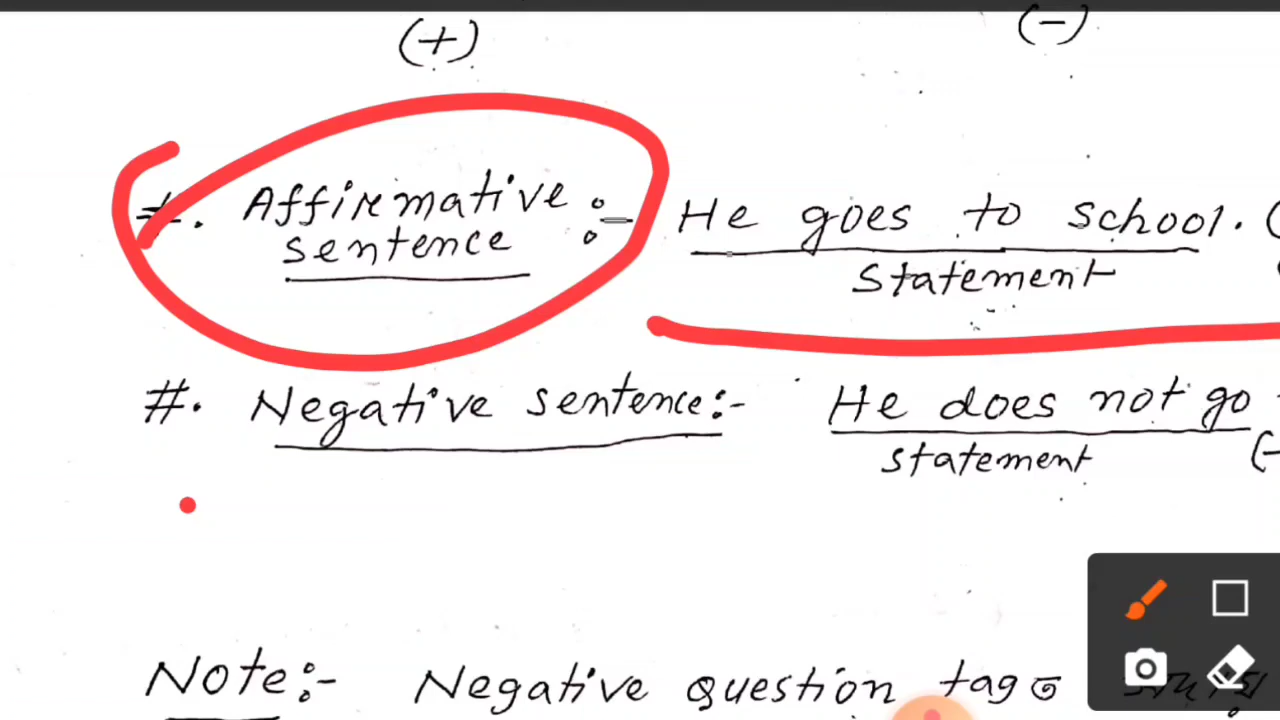 (+) (-)
#. Affirmative :- He goes to school. (
sentence
statement
#. Negative sentence:- He does not go
statement (-
Note:- Negative question tag এ